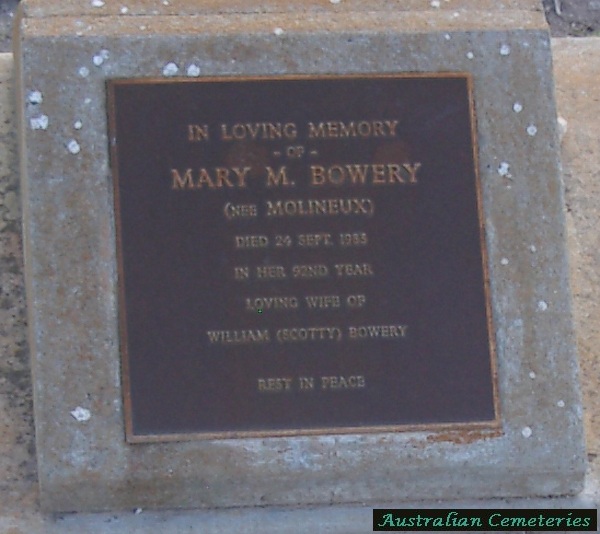 IN LOVING MEMORY
- OF -
MARY M. BOWERY
(NEE MOLINEUX)
DIED 24 SEPT.
IN HER 92ND YEAR
LOVING WIFE OF
WILLIAM (SCOTTY) BOWERY
REST IN PEACE
Australian Cemeteries